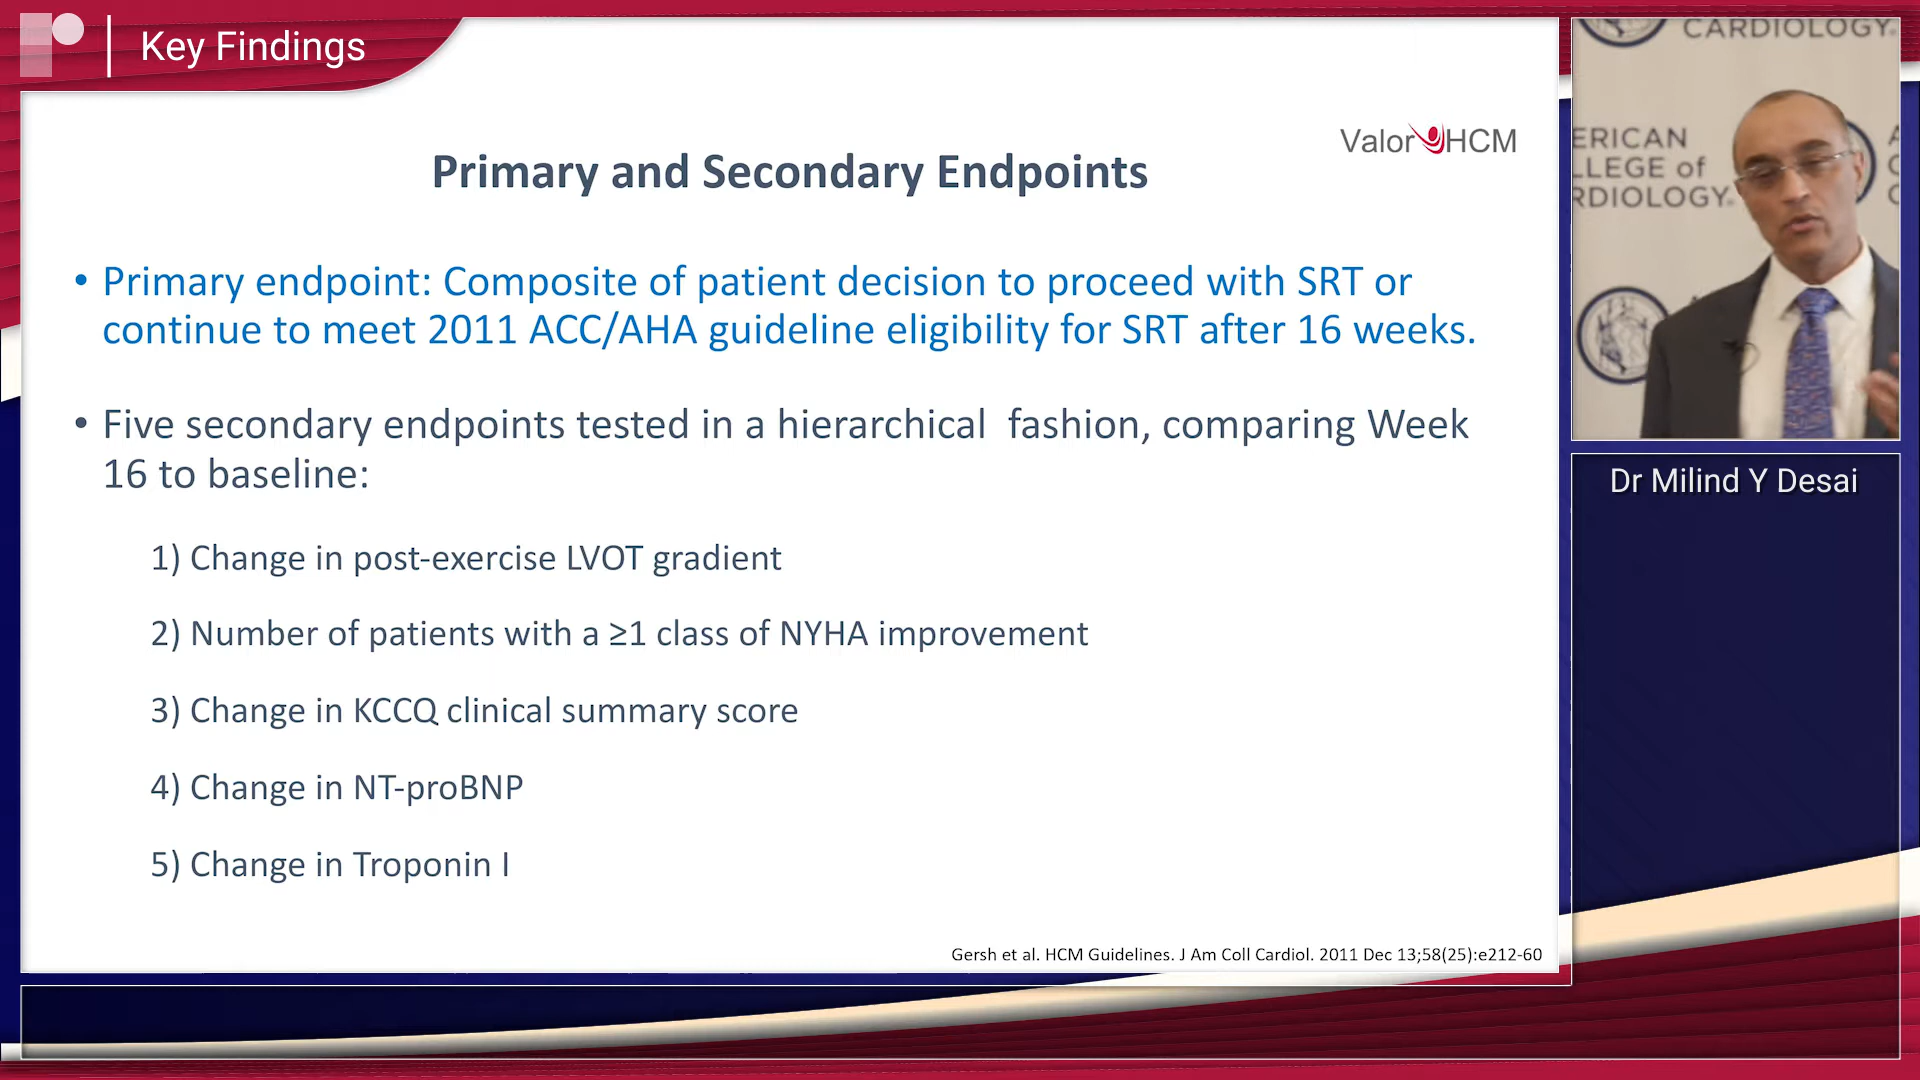 Key Findings
Valor HCM
Primary and Secondary Endpoints
• Primary endpoint: Composite of patient decision to proceed with SRT or
continue to meet 2011 ACC/AHA guideline eligibility for SRT after 16 weeks.
• Five secondary endpoints tested in a hierarchical fashion, comparing Week
16 to baseline:
1) Change in post-exercise LVOT gradient
2) Number of patients with a ≥1 class of NYHA improvement
3) Change in KCCQ clinical summary score
4) Change in NT-proBNP
5) Change in Troponin I
Gersh et al. HCM Guidelines. J Am Coll Cardiol. 2011 Dec 13;58(25):e212-60
CARDIOLOGY
ERICAN
LLEGE of
RDIOLOGY
Dr Milind Y Desai